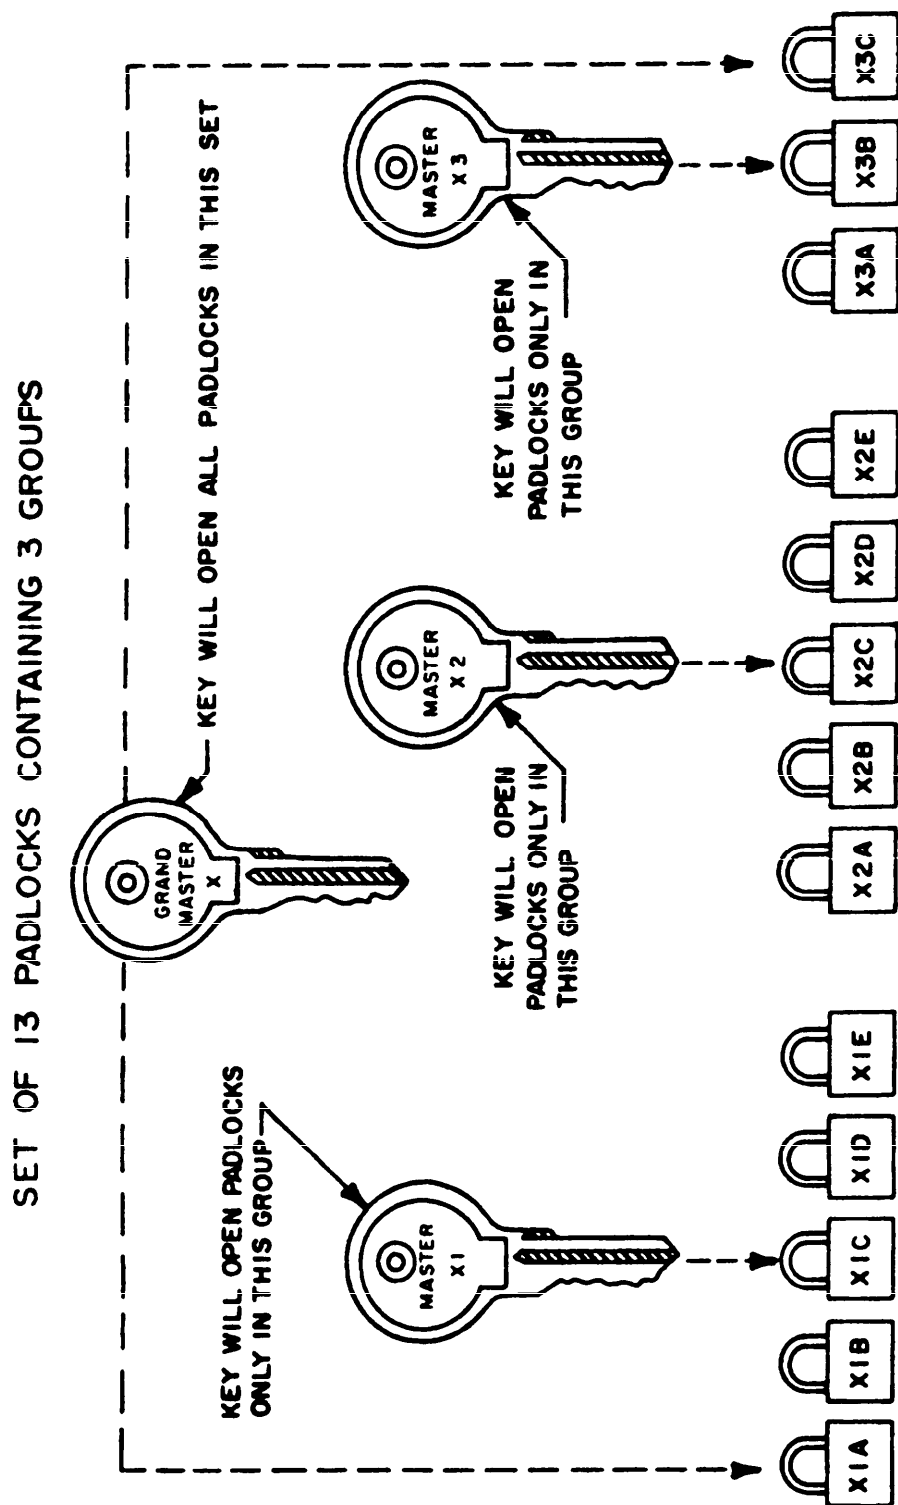 SET OF 13 PADLOCKS CONTAINING 3 GROUPS
KEY WILL OPEN ALL PADLOCKS IN THIS SET
GRAND
MASTER
X
KEY WILL OPEN PADLOCKS
ONLY IN THIS GROUP
MASTER
X1
KEY WILL OPEN
PADLOCKS ONLY IN
THIS GROUP
MASTER
X2
KEY WILL OPEN
PADLOCKS ONLY IN
THIS GROUP
MASTER
X3
X1A
X1B
X1C
X1D
X1E
X2A
X2B
X2C
X2D
X2E
X3A
X3B
X3C